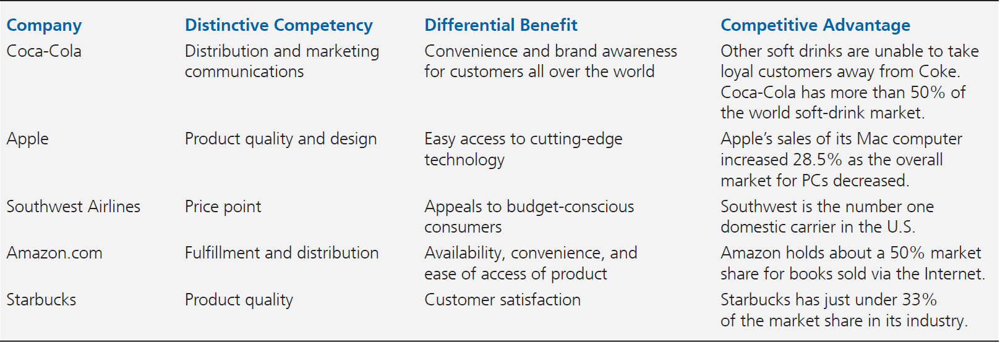 Company Distinctive Competency Differential Benefit Competitive Advantage
Coca-Cola Distribution and marketing Convenience and brand awareness Other soft drinks are unable to take
communications for customers all over the world loyal customers away from Coke.
Coca-Cola has more than 50% of
the world soft-drink market.
Apple Product quality and design Easy access to cutting-edge Apple’s sales of its Mac computer
technology increased 28.5% as the overall
market for PCs decreased.
Southwest Airlines Price point Appeals to budget-conscious Southwest is the number one
consumers domestic carrier in the U.S.
Amazon.com Fulfillment and distribution Availability, convenience, and Amazon holds about a 50% market
ease of access of product share for books sold via the Internet.
Starbucks Product quality Customer satisfaction Starbucks has just under 33%
of the market share in its industry.